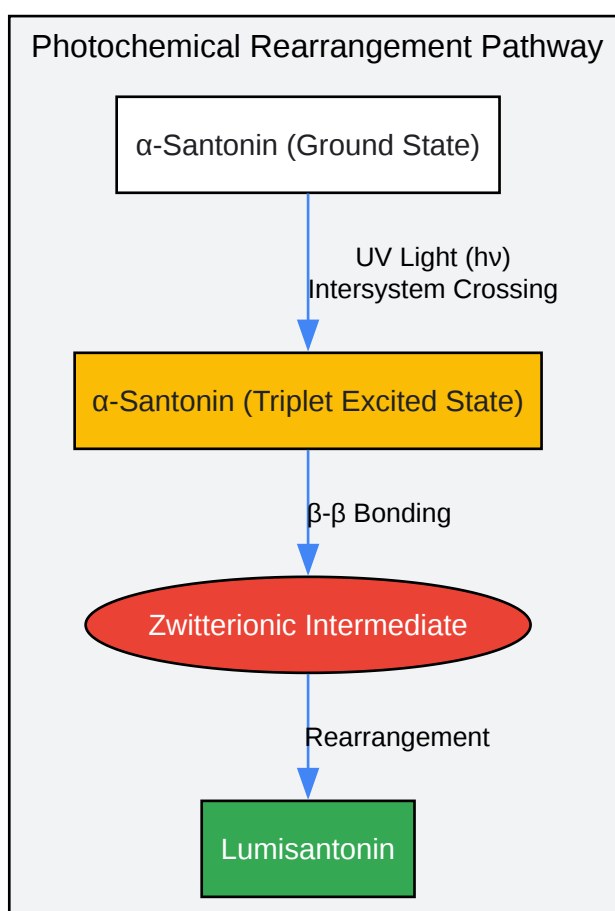 Photochemical Rearrangement Pathway
α-Santonin (Ground State)
UV Light (hν)
Intersystem Crossing
α-Santonin (Triplet Excited State)
β-β Bonding
Zwitterionic Intermediate
Rearrangement
Lumisantonin